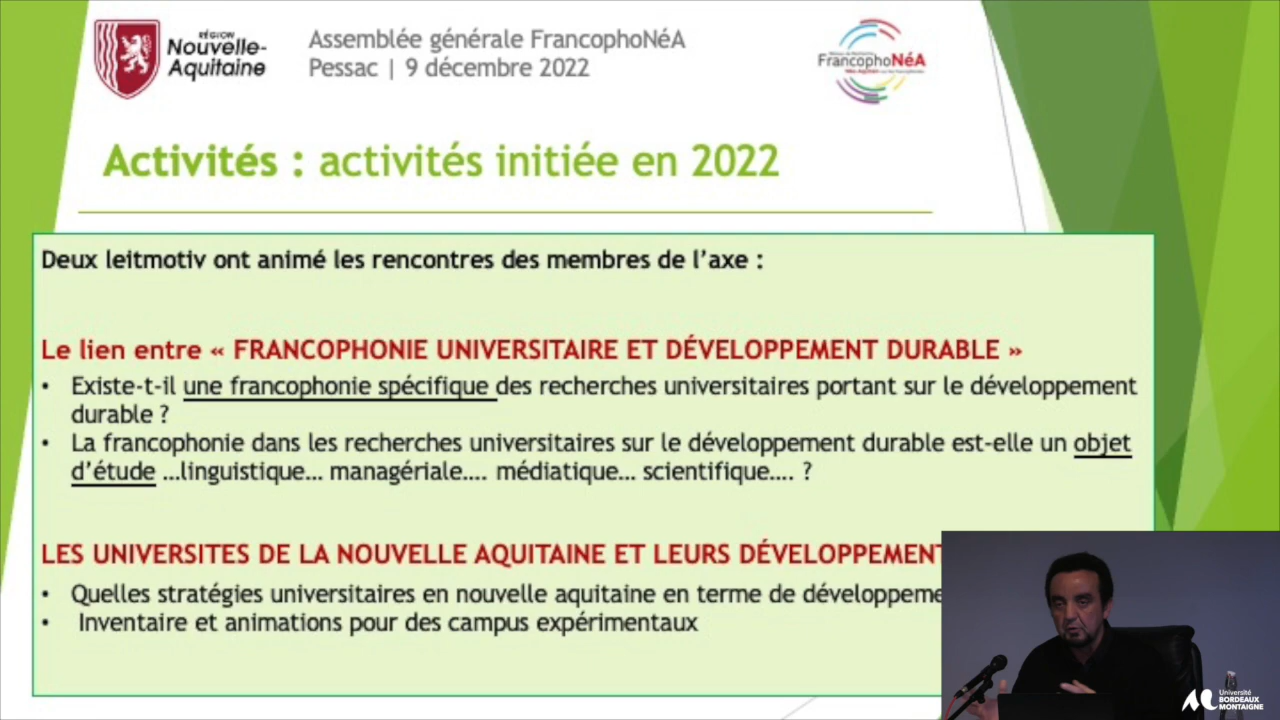 RÉGION
Nouvelle-
Aquitaine
Assemblée générale FrancophoNéA
Pessac | 9 décembre 2022
FrancophoNéA
Activités : activités initiée en 2022
Deux leitmotiv ont animé les rencontres des membres de l’axe :
Le lien entre « FRANCOPHONIE UNIVERSITAIRE ET DÉVELOPPEMENT DURABLE »
• Existe-t-il une francophonie spécifique des recherches universitaires portant sur le développement
durable ?
• La francophonie dans les recherches universitaires sur le développement durable est-elle un objet
d’étude …linguistique… managériale…. médiatique… scientifique…. ?
LES UNIVERSITES DE LA NOUVELLE AQUITAINE ET LEURS DÉVELOPPEMENT
• Quelles stratégies universitaires en nouvelle aquitaine en terme de développeme
• Inventaire et animations pour des campus expérimentaux
Université
BORDEAUX
MONTAIGNE